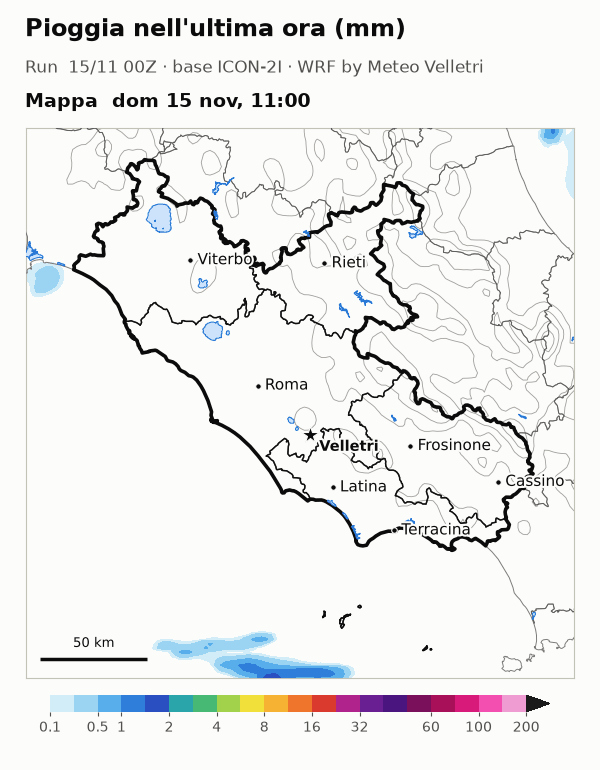 Pioggia nell'ultima ora (mm)
Run  15/11 00Z · base ICON-2I · WRF by Meteo Velletri
Mappa  dom 15 nov, 11:00
Viterbo
Rieti
Roma
Velletri
Frosinone
Latina
Cassino
Terracina
50 km
0.1 0.5 1 2 4 8 16 32 60 100 200